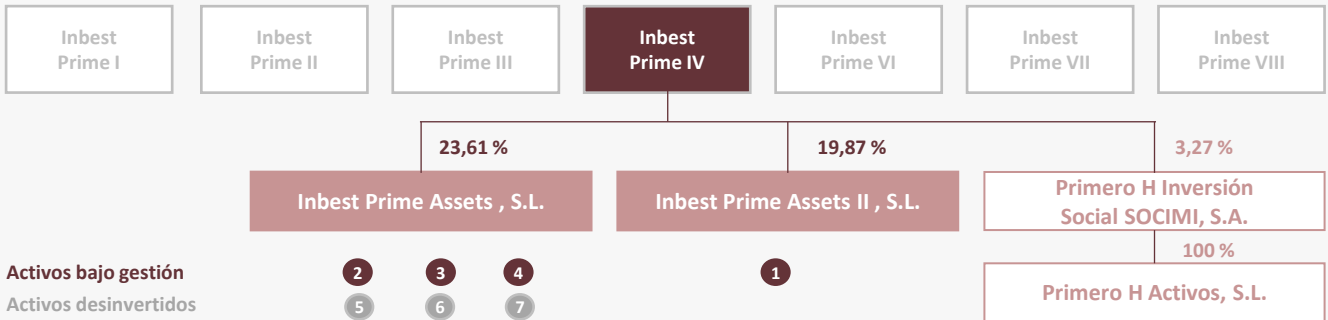 Inbest
Prime I
Inbest
Prime II
Inbest
Prime III
Inbest
Prime IV
Inbest
Prime VI
Inbest
Prime VII
Inbest
Prime VIII
23,61 %
19,87 %
3,27 %
Inbest Prime Assets , S.L.
Inbest Prime Assets II , S.L.
Primero H Inversión
Social SOCIMI, S.A.
100 %
Activos bajo gestión
2 3 4 1
Primero H Activos, S.L.
Activos desinvertidos
5 6 7